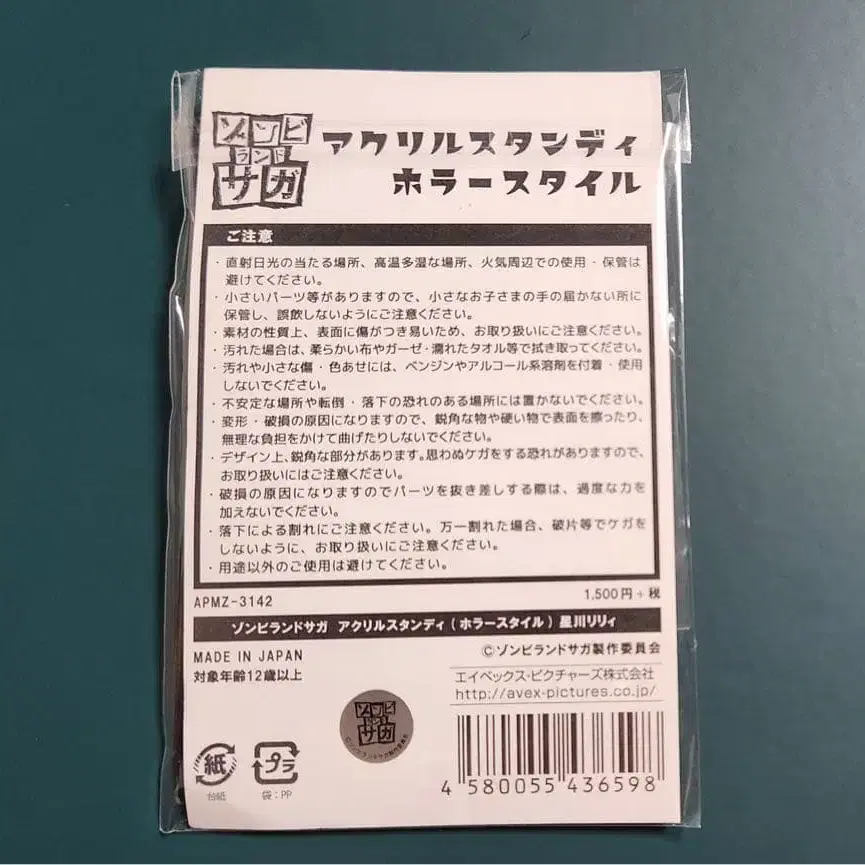 ゾンビ
ランド
サガ
アクリルスタンディ
ホラースタイル
ご注意
・直射日光の当たる場所、高温多湿な場所、火気周辺での使用・保管は
避けてください。
・小さいパーツ等がありますので、小さなお子さまの手の届かない所に
保管し、誤飲しないようにご注意ください。
・素材の性質上、表面に傷がつき易いため、お取り扱いにご注意ください。
・汚れた場合は、柔らかい布やガーゼ・濡れたタオル等で拭き取ってください。
・汚れや小さな傷・色あせには、ベンジンやアルコール系溶剤を付着・使用
しないでください。
・不安定な場所や転倒・落下の恐れのある場所には置かないでください。
・変形・破損の原因になりますので、鋭角な物や硬い物で表面を擦ったり、
無理な負担をかけて曲げたりしないでください。
・デザイン上、鋭角な部分があります。思わぬケガをする恐れがありますので、
お取り扱いにはご注意ください。
・破損の原因になりますのでパーツを抜き差しする際は、過度な力を
加えないでください。
・落下による割れにご注意ください。万一割れた場合、破片等でケガを
しないように、お取り扱いにご注意ください。
・用途以外のご使用は避けてください。
APMZ-3142 1,500円+税
ゾンビランドサガ アクリルスタンディ(ホラースタイル)星川リリィ
MADE IN JAPAN
対象年齢12歳以上
©ゾンビランドサガ製作委員会
エイベックス・ピクチャーズ株式会社
http://avex-pictures.co.jp/
ゾンビ
ランド
サガ
©ゾンビランドサガ製作委員会
紙
台紙
プラ
袋:PP
4 580055 436598